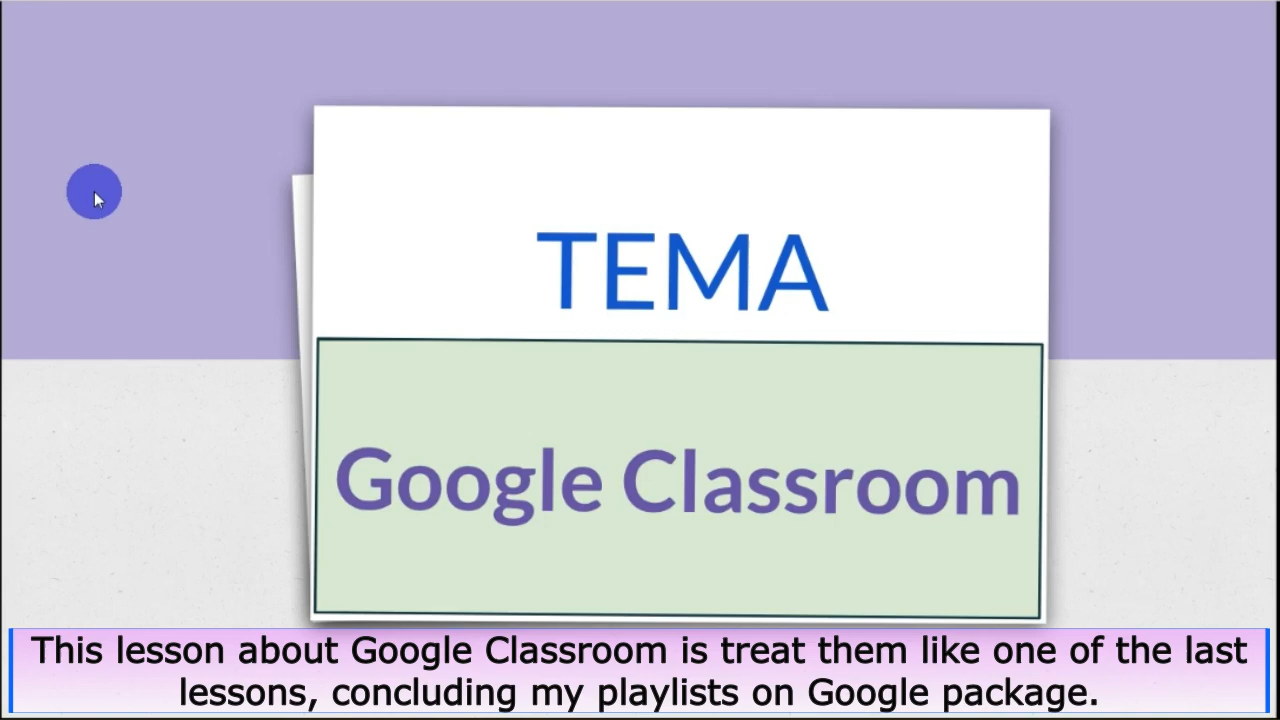 TEMA
Google Classroom
This lesson about Google Classroom is treat them like one of the last
lessons, concluding my playlists on Google package.